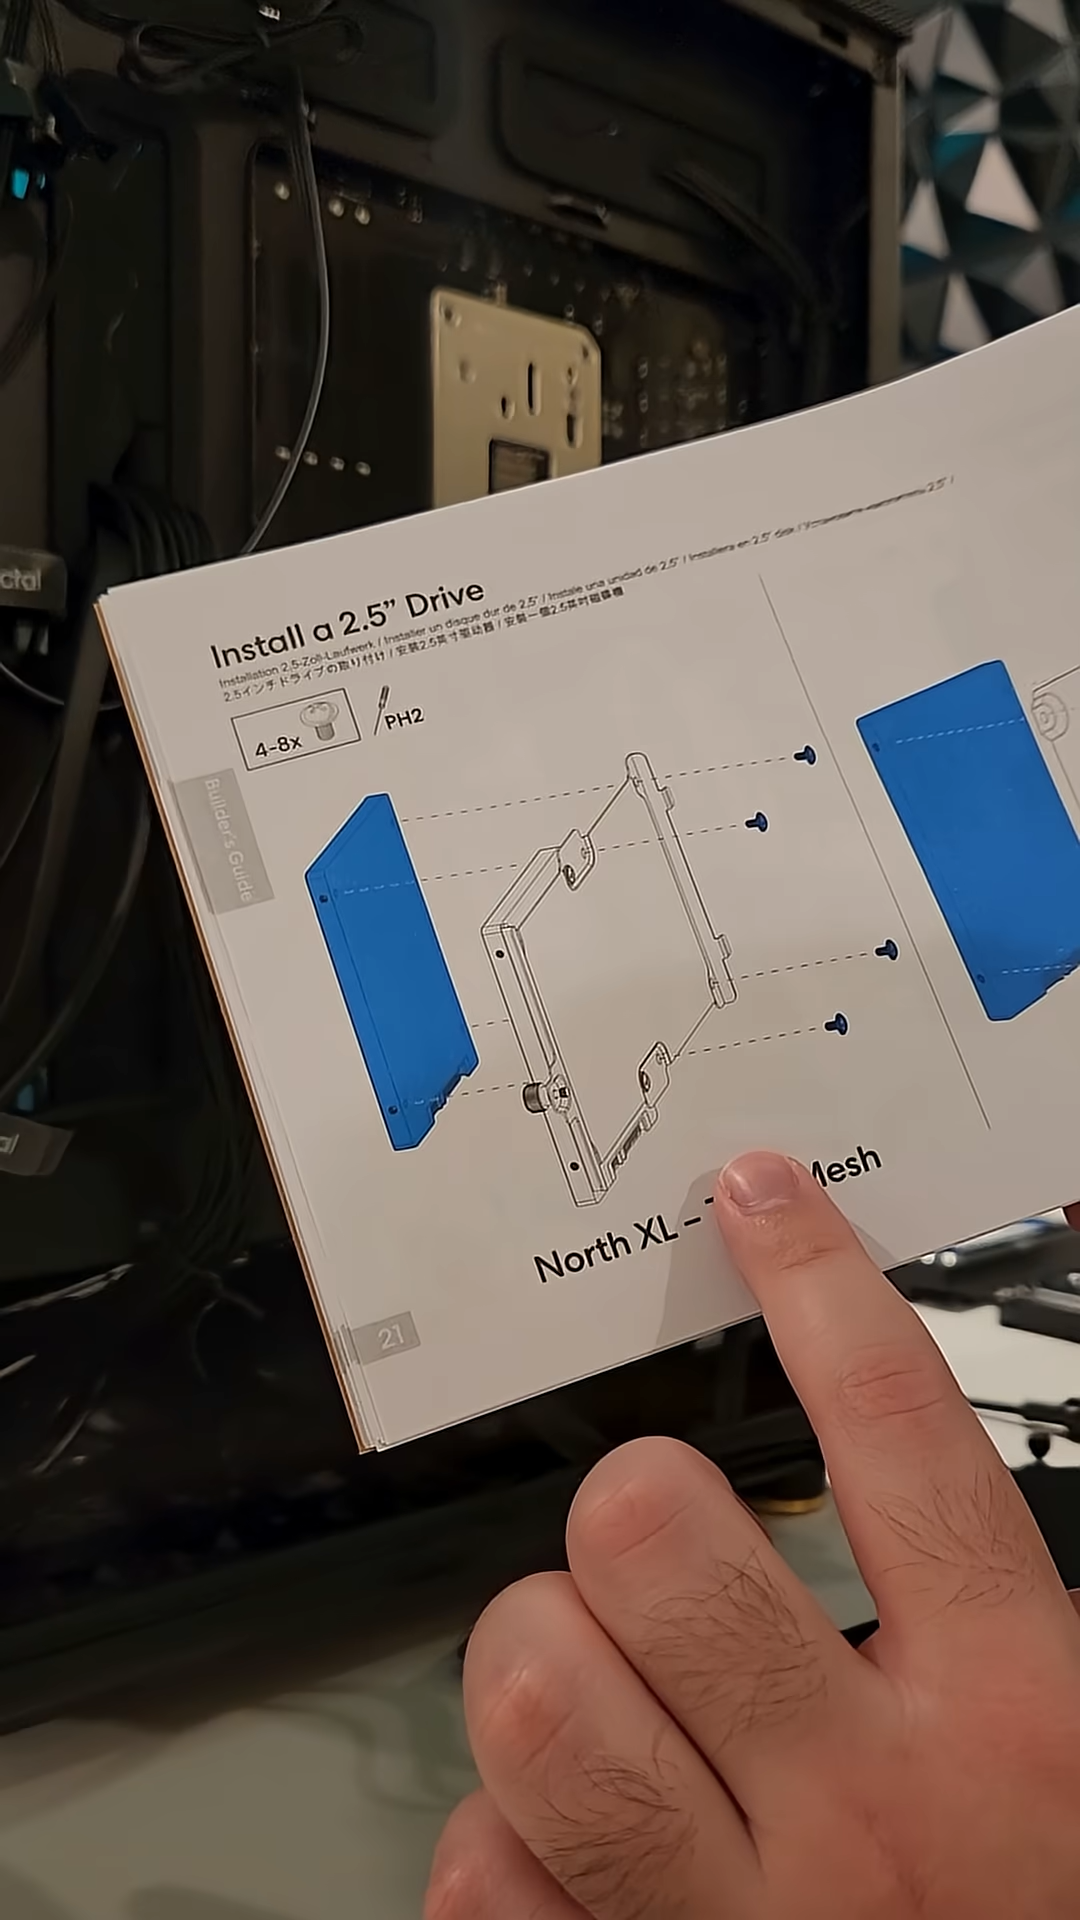 ctal
al
Install a 2.5” Drive
Installation 2,5-Zoll-Laufwerk / Installer un disque dur de 2,5" / Instale una unidad de 2,5" / Installera en 2,5" disk /
2.5インチドライブの取り付け / 安装2.5英寸驱动器 / 安裝一個2.5英吋磁碟機
4-8x
PH2
Builder's Guide
North XL – Mesh
21